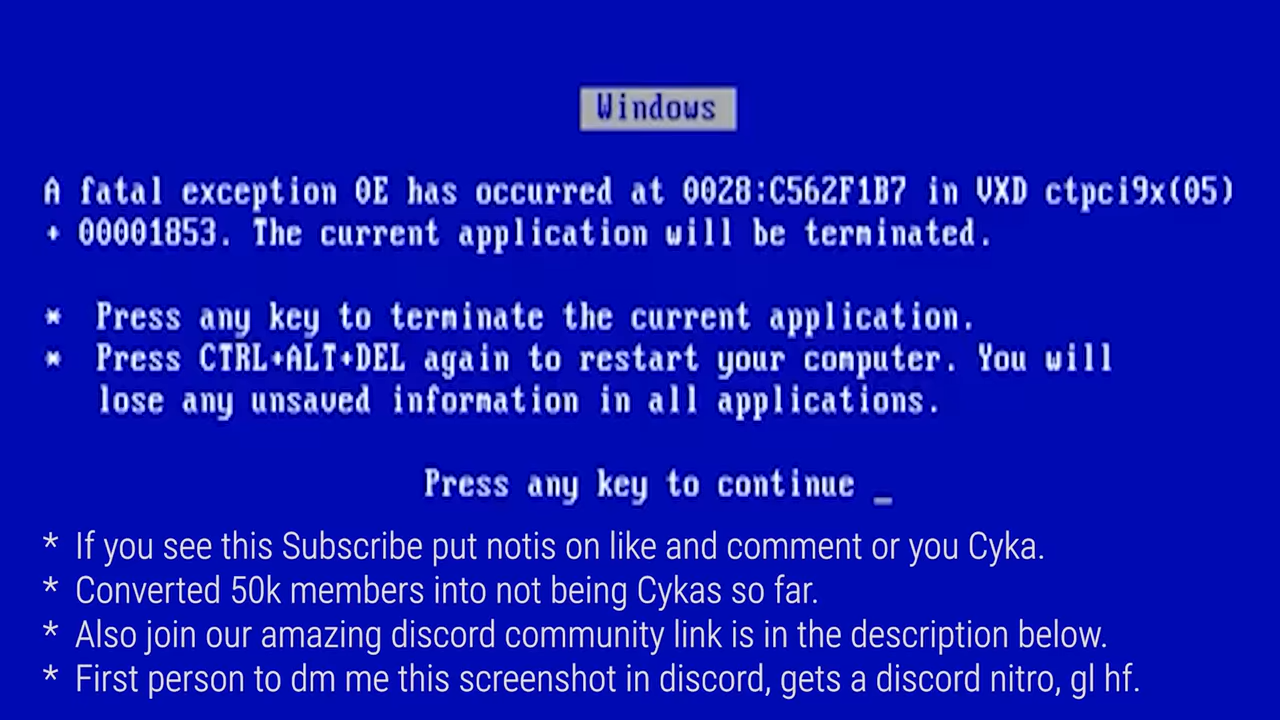 Windows
A fatal exception 0E has occurred at 0028:C562F1B7 in VXD ctpci9x(05)
+ 00001853. The current application will be terminated.
* Press any key to terminate the current application.
* Press CTRL+ALT+DEL again to restart your computer. You will
lose any unsaved information in all applications.
Press any key to continue _
* If you see this Subscribe put notis on like and comment or you Cyka.
* Converted 50k members into not being Cykas so far.
* Also join our amazing discord community link is in the description below.
* First person to dm me this screenshot in discord, gets a discord nitro, gl hf.